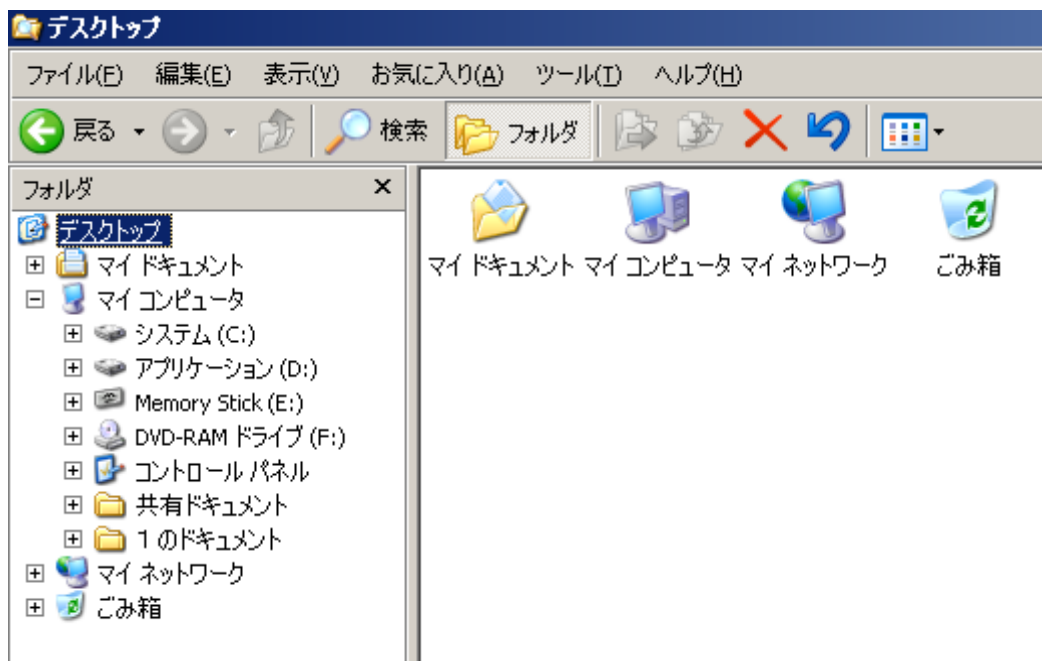 デスクトップ
ファイル(F) 編集(E) 表示(V) お気に入り(A) ツール(T) ヘルプ(H)
戻る 検索 フォルダ
フォルダ
デスクトップ
マイ ドキュメント
マイ コンピュータ
システム (C:)
アプリケーション (D:)
Memory Stick (E:)
DVD-RAM ドライブ (F:)
コントロール パネル
共有ドキュメント
1 のドキュメント
マイ ネットワーク
ごみ箱
マイ ドキュメント マイ コンピュータ マイ ネットワーク ごみ箱